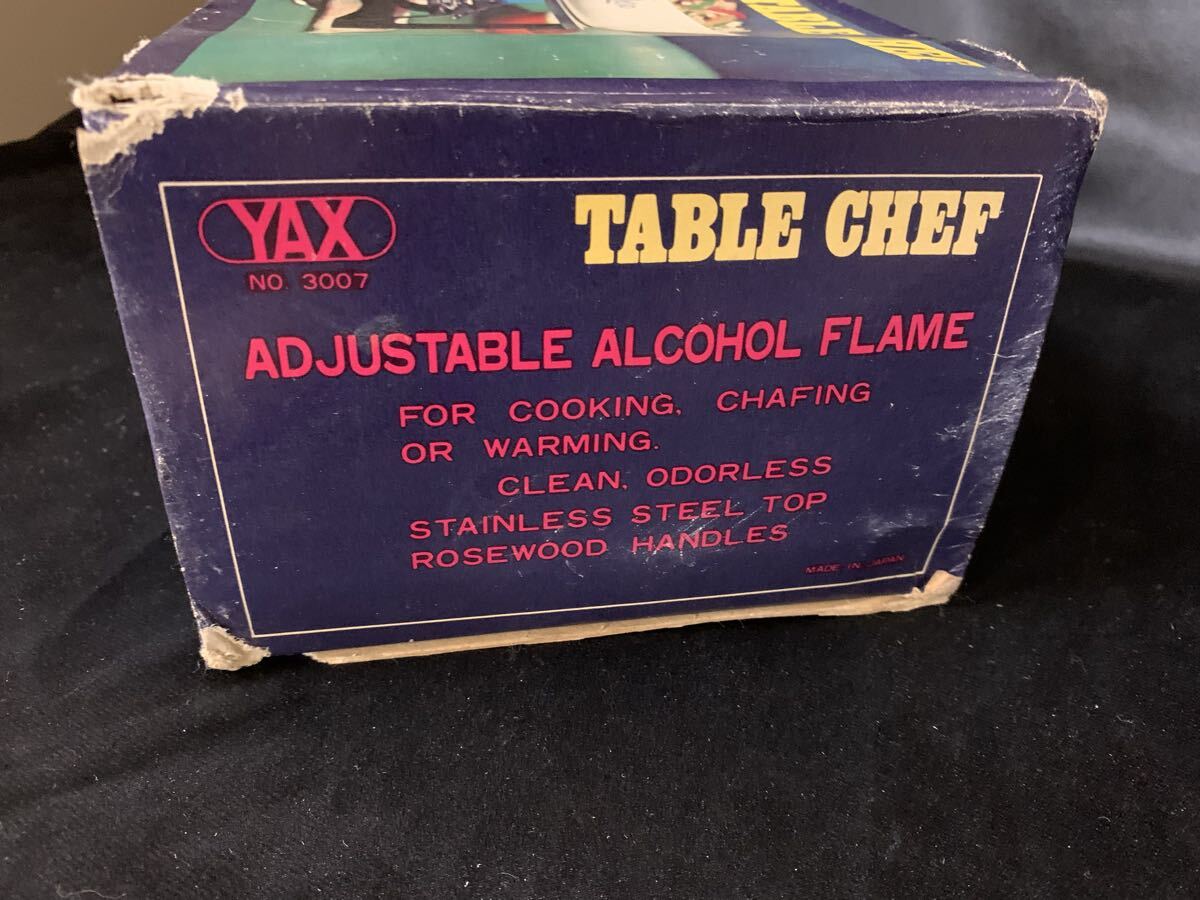 YAX
TABLE CHEF
NO. 3007
ADJUSTABLE ALCOHOL FLAME
FOR COOKING, CHAFING
OR WARMING.
CLEAN, ODORLESS
STAINLESS STEEL TOP
ROSEWOOD HANDLES
MADE IN JAPAN